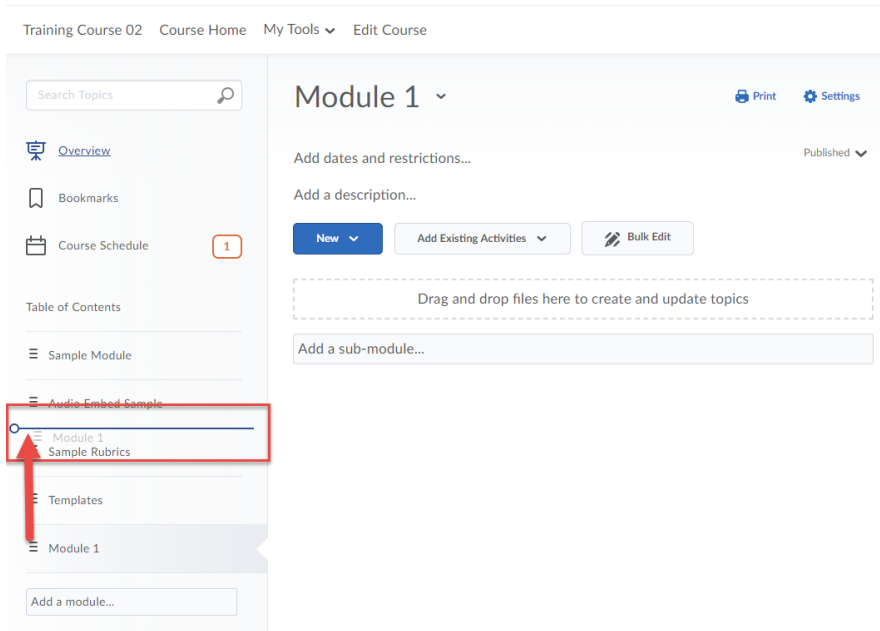 Training Course 02 Course Home My Tools Edit Course
Search Topics
Overview
Bookmarks
Course Schedule 1
Table of Contents
Sample Module
Audio Embed Sample
Module 1
Sample Rubrics
Templates
Module 1
Add a module...
Module 1
Print Settings
Add dates and restrictions...
Published
Add a description...
New Add Existing Activities Bulk Edit
Drag and drop files here to create and update topics
Add a sub-module...